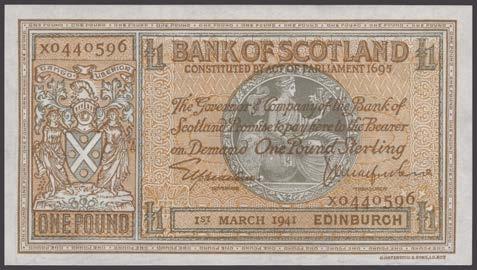 X0440596
£1 BANK OF SCOTLAND £1
CONSTITUTED BY ACT OF PARLIAMENT 1695
The Governor & Company of the Bank of
Scotland Promise to pay here to the Bearer
on Demand One Pound Sterling
GOVERNOR
X0440596
ONE POUND
£1 1ST MARCH 1941 EDINBURGH £1